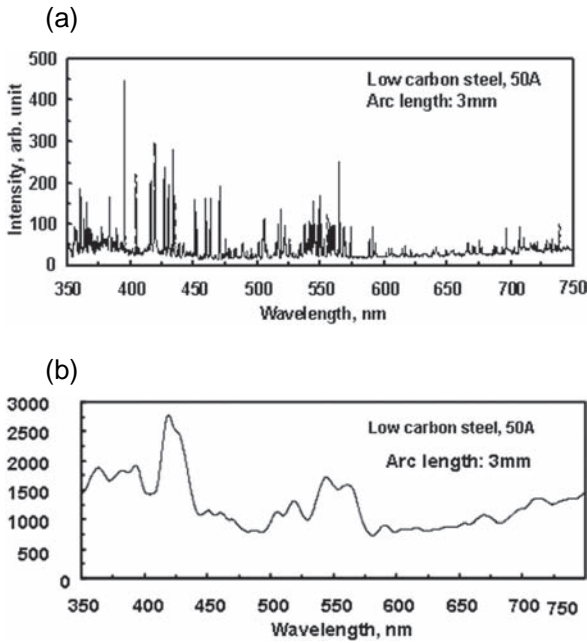 (a)
500
Low carbon steel, 50A
Arc length: 3mm
400
300
200
100
0
Intensity, arb. unit
350 400 450 500 550 600 650 700 750
Wavelength, nm
(b)
3000
Low carbon steel, 50A
2500
Arc length: 3mm
2000
1500
1000
500
0
350 400 450 500 550 600 650 700 750
Wavelength, nm